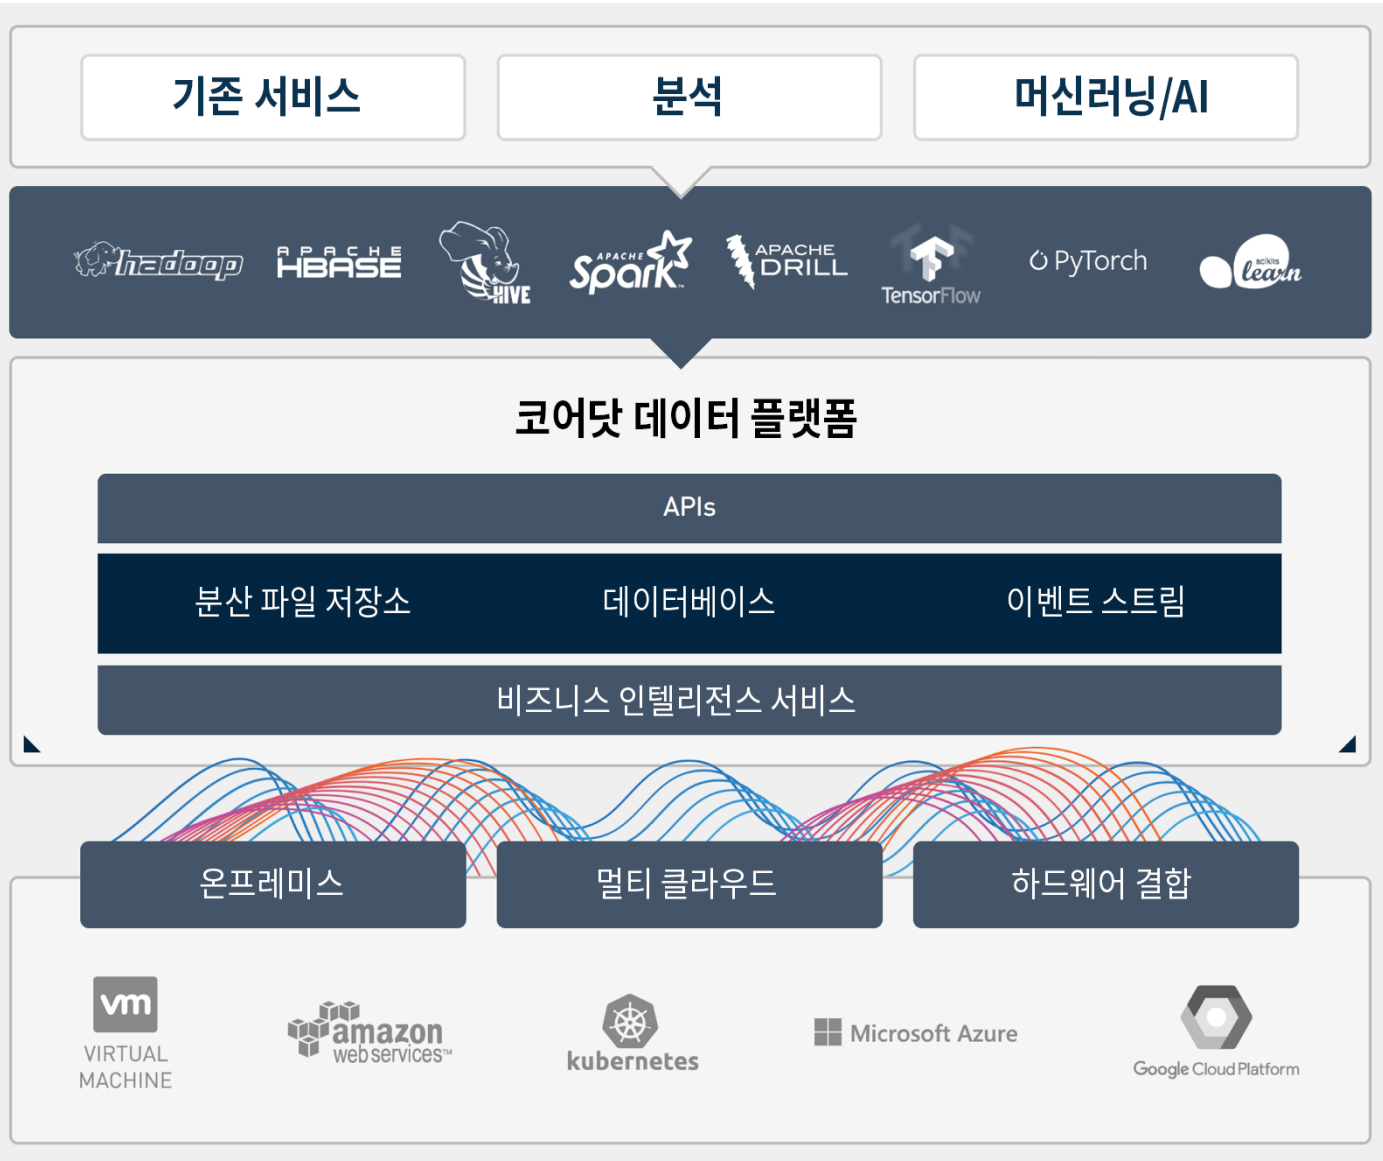 기존 서비스
분석
머신러닝/AI
hadoop
APACHE
HBASE
HIVE
APACHE
Spark™
APACHE
DRILL
TensorFlow
PyTorch
scikits
learn
코어닷 데이터 플랫폼
APIs
분산 파일 저장소
데이터베이스
이벤트 스트림
비즈니스 인텔리전스 서비스
온프레미스
멀티 클라우드
하드웨어 결합
vm
VIRTUAL
MACHINE
amazon
web services™
kubernetes
Microsoft Azure
Google Cloud Platform